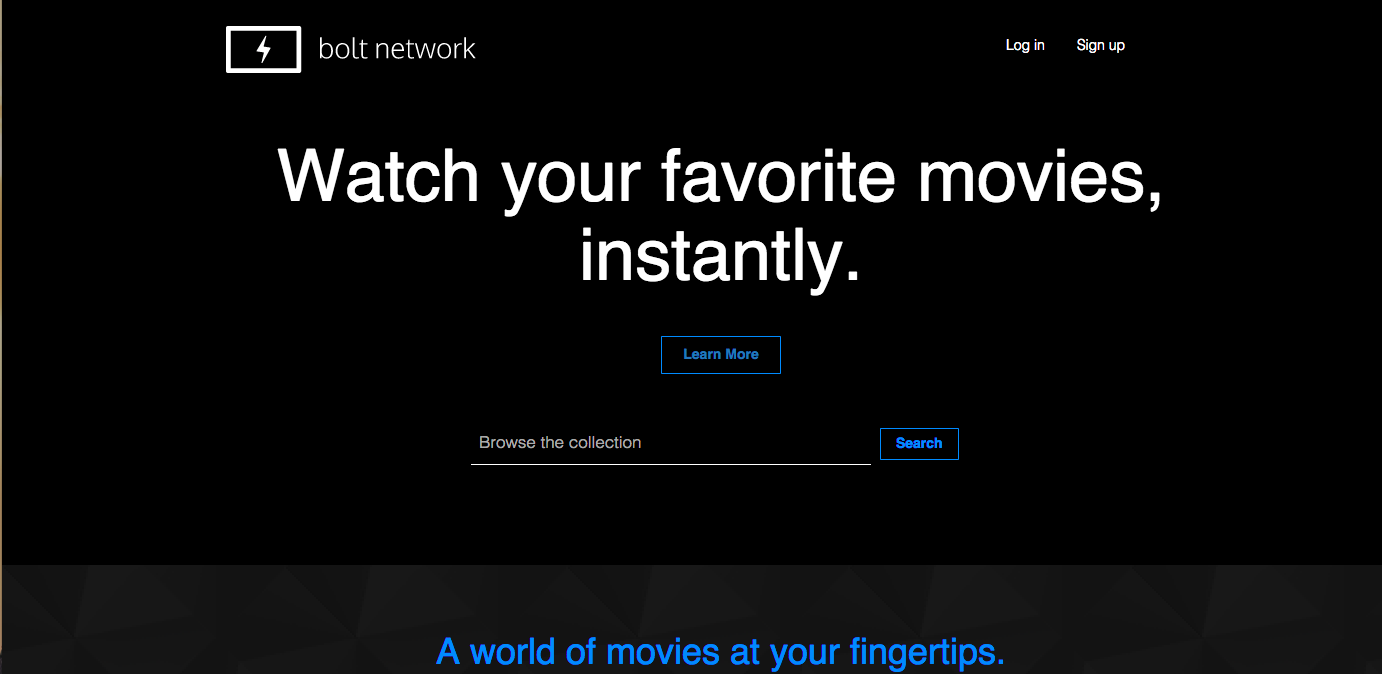 bolt network
Log in
Sign up
Watch your favorite movies,
instantly.
Learn More
Browse the collection
Search
A world of movies at your fingertips.